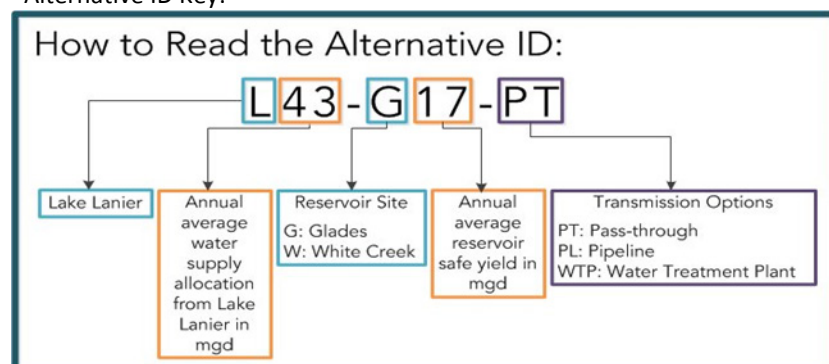 Alternative ID Key:
How to Read the Alternative ID:
L43-G17-PT
Lake Lanier
Annual
average
water
supply
allocation
from Lake
Lanier in
mgd
Reservoir Site
G: Glades
W: White Creek
Annual
average
reservoir
safe yield in
mgd
Transmission Options
PT: Pass-through
PL: Pipeline
WTP: Water Treatment Plant